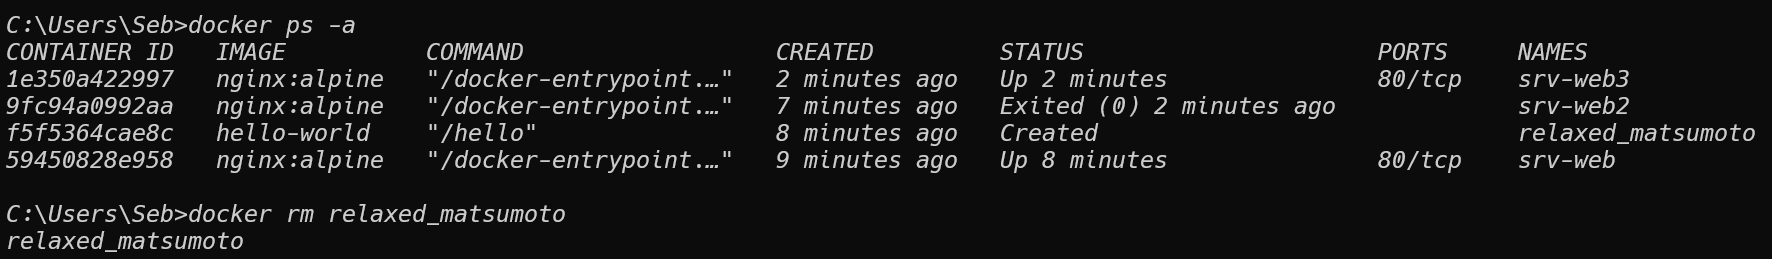 C:\Users\Seb>docker ps -a
CONTAINER ID   IMAGE          COMMAND                  CREATED         STATUS                     PORTS     NAMES
1e350a422997   nginx:alpine   "/docker-entrypoint.…"   2 minutes ago   Up 2 minutes               80/tcp    srv-web3
9fc94a0992aa   nginx:alpine   "/docker-entrypoint.…"   7 minutes ago   Exited (0) 2 minutes ago             srv-web2
f5f5364cae8c   hello-world    "/hello"                 8 minutes ago   Created                              relaxed_matsumoto
59450828e958   nginx:alpine   "/docker-entrypoint.…"   9 minutes ago   Up 8 minutes               80/tcp    srv-web
C:\Users\Seb>docker rm relaxed_matsumoto
relaxed_matsumoto